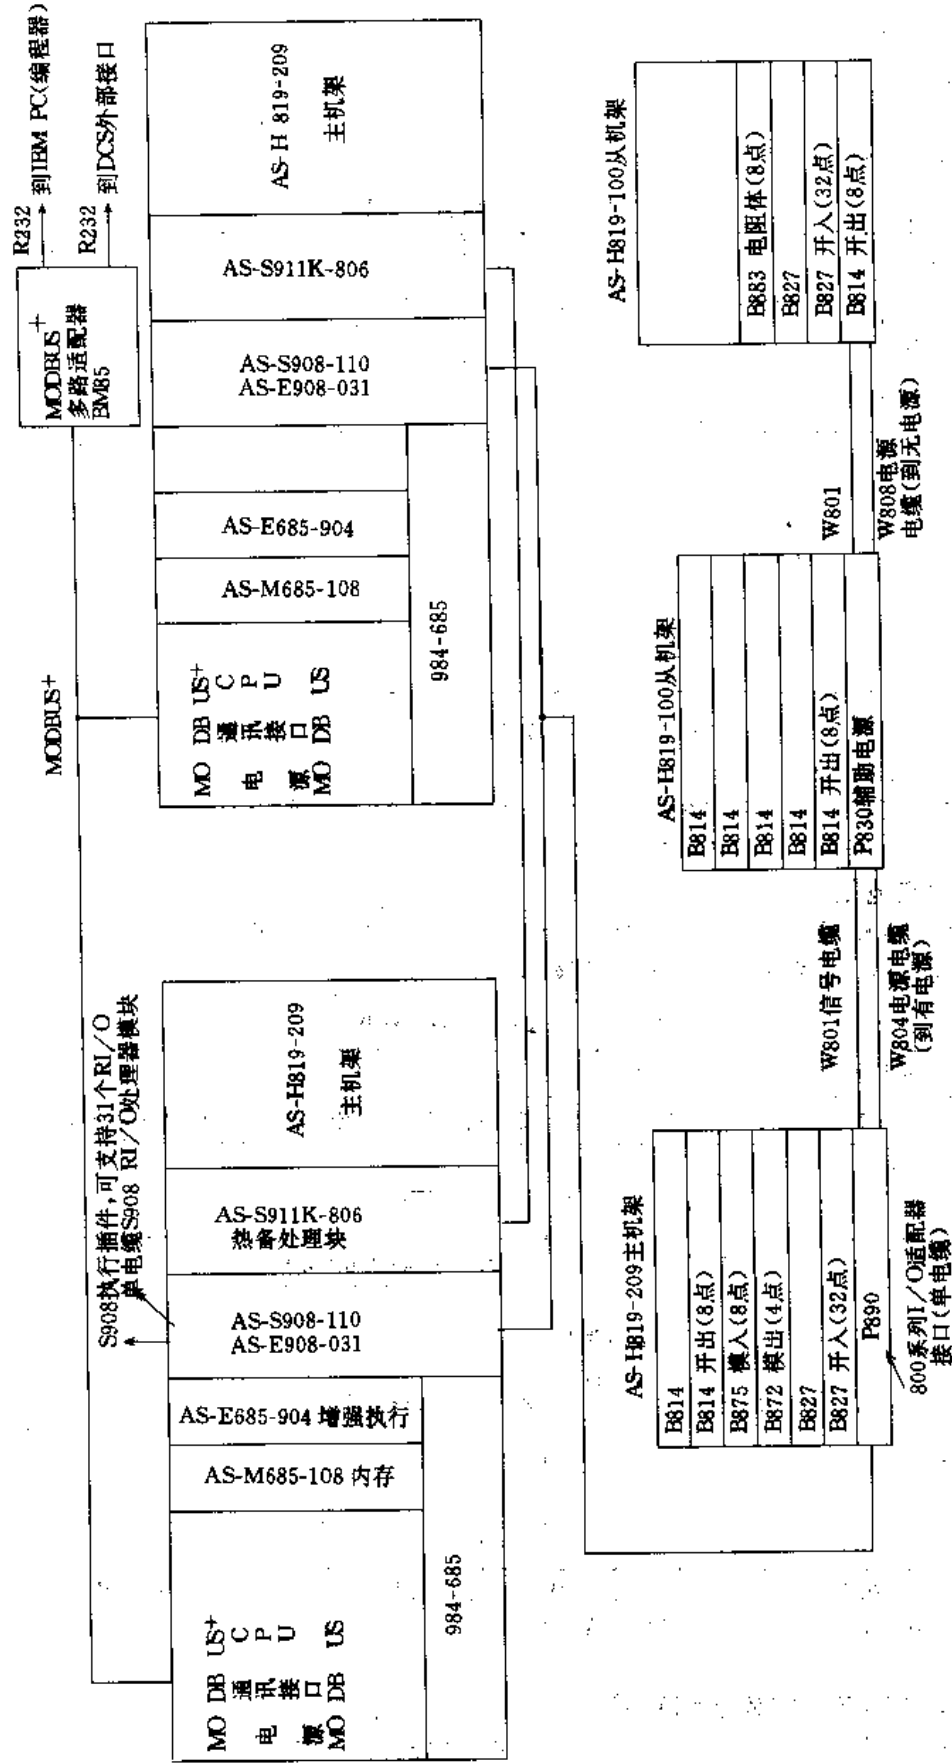 R232
到IBM PC(编程器)
R232
到DCS外部接口
MODBUS
+
多路适配器
BM85
MODBUS+
S908执行插件,可支持31个RI/O
单电缆S908 RI/O处理器模块
MO DB US+
通讯接口
CPU
电源
MO DB US
984-685
AS-M685-108 内存
AS-E685-904 增强执行
AS-S908-110
AS-E908-031
AS-S911K-806
热备处理块
AS-H819-209
主机架
MO DB US+
通讯接口
CPU
电源
MO DB US
984-685
AS-M685-108
AS-E685-904
AS-S908-110
AS-E908-031
AS-S911K-806
AS-H 819-209
主机架
AS-H819-209主机架
B814
B814 开出(8点)
B875 模入(8点)
B872 模出(4点)
B827
B827 开入(32点)
P890
800系列I/O适配器
接口(单电缆)
W801信号电缆
W804电源电缆
(到有电源)
AS-H819-100从机架
B814
B814
B814
B814
B814 开出(8点)
P830辅助电源
W801
W808电源
电缆(到无电源)
AS-H819-100从机架
B883 电阻体(8点)
B827
B827 开入(32点)
B814 开出(8点)